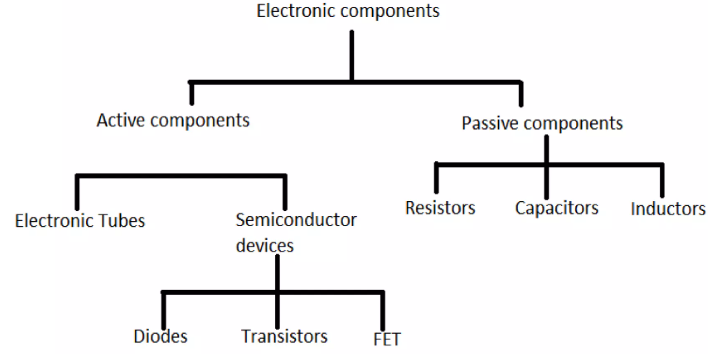 Electronic components
Active components
Passive components
Resistors
Capacitors
Inductors
Electronic Tubes
Semiconductor
devices
Diodes
Transistors
FET